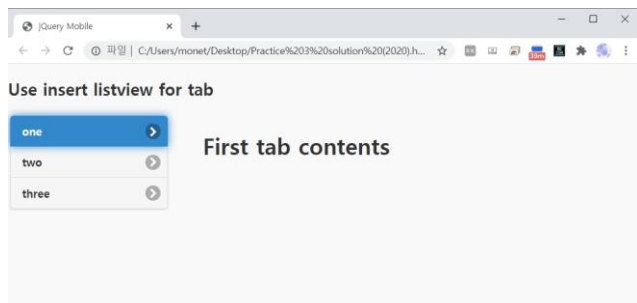 jQuery Mobile
파일 | C:/Users/monet/Desktop/Practice%203%20solution%20(2020).h...
Use insert listview for tab
one
First tab contents
two
three